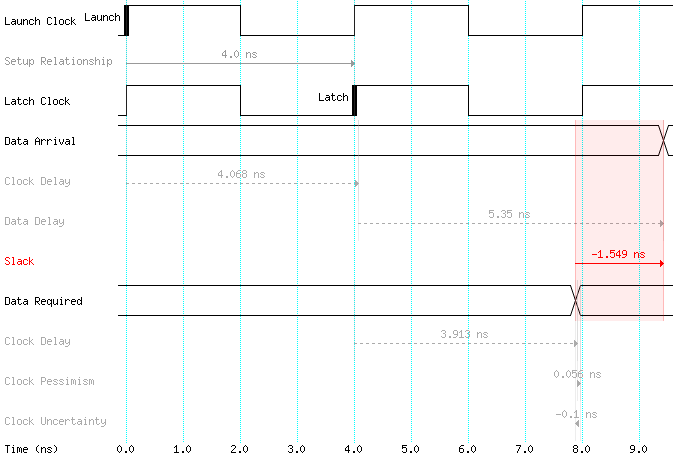 Launch Clock Launch
4.0 ns
Setup Relationship
Latch Clock Latch
Data Arrival
4.068 ns
Clock Delay
5.35 ns
Data Delay
-1.549 ns
Slack
Data Required
3.913 ns
Clock Delay
0.056 ns
Clock Pessimism
-0.1 ns
Clock Uncertainty
Time (ns) 0.0 1.0 2.0 3.0 4.0 5.0 6.0 7.0 8.0 9.0